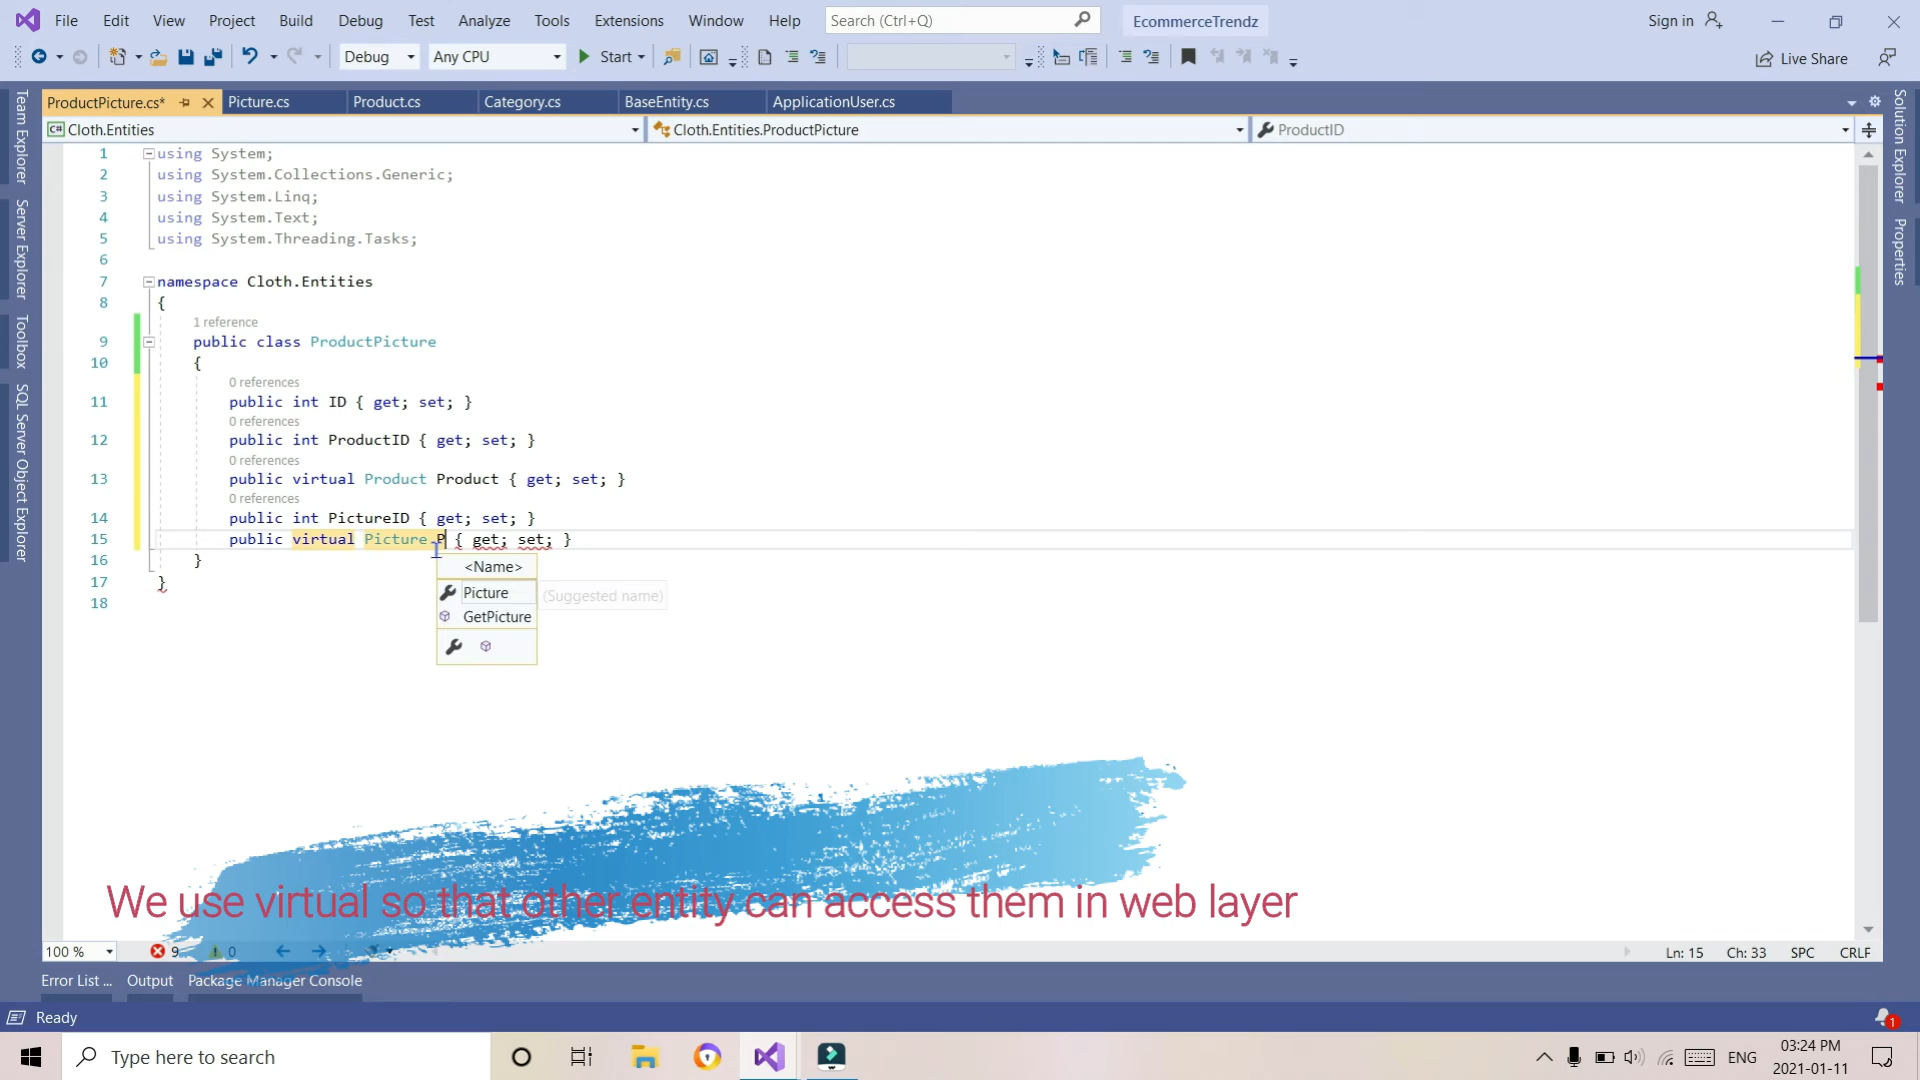 File Edit View Project Build Debug Test Analyze Tools Extensions Window Help Search (Ctrl+Q) EcommerceTrendz Sign in
Debug Any CPU Start Live Share
ProductPicture.cs* Picture.cs Product.cs Category.cs BaseEntity.cs ApplicationUser.cs
Cloth.Entities Cloth.Entities.ProductPicture ProductID
Team Explorer
Server Explorer
Toolbox
SQL Server Object Explorer
Solution Explorer
Properties
1 using System;
2 using System.Collections.Generic;
3 using System.Linq;
4 using System.Text;
5 using System.Threading.Tasks;
6
7 namespace Cloth.Entities
8 {
1 reference
9 public class ProductPicture
10 {
0 references
11 public int ID { get; set; }
0 references
12 public int ProductID { get; set; }
0 references
13 public virtual Product Product { get; set; }
0 references
14 public int PictureID { get; set; }
15 public virtual Picture P { get; set; }
16 }
17 }
18
<Name>
Picture (Suggested name)
GetPicture
We use virtual so that other entity can access them in web layer
100 % 9 0 Ln: 15 Ch: 33 SPC CRLF
Error List ... Output Package Manager Console
Ready 1
Type here to search ENG 03:24 PM
2021-01-11